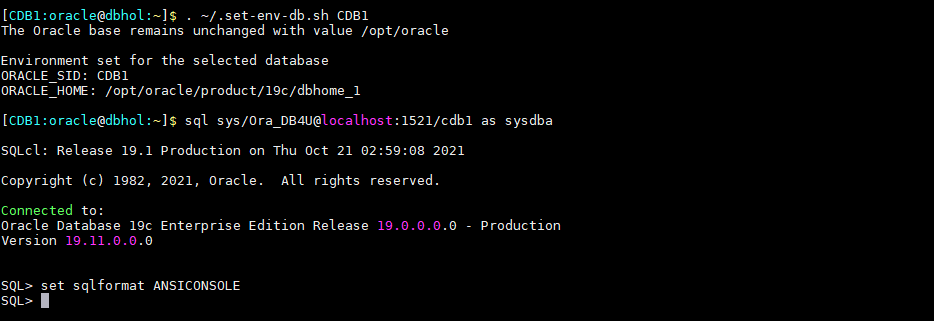 [CDB1:oracle@dbhol:~]$ . ~/.set-env-db.sh CDB1
The Oracle base remains unchanged with value /opt/oracle
Environment set for the selected database
ORACLE_SID: CDB1
ORACLE_HOME: /opt/oracle/product/19c/dbhome_1
[CDB1:oracle@dbhol:~]$ sql sys/Ora_DB4U@localhost:1521/cdb1 as sysdba
SQLcl: Release 19.1 Production on Thu Oct 21 02:59:08 2021
Copyright (c) 1982, 2021, Oracle.  All rights reserved.
Connected to:
Oracle Database 19c Enterprise Edition Release 19.0.0.0.0 - Production
Version 19.11.0.0.0
SQL> set sqlformat ANSICONSOLE
SQL>